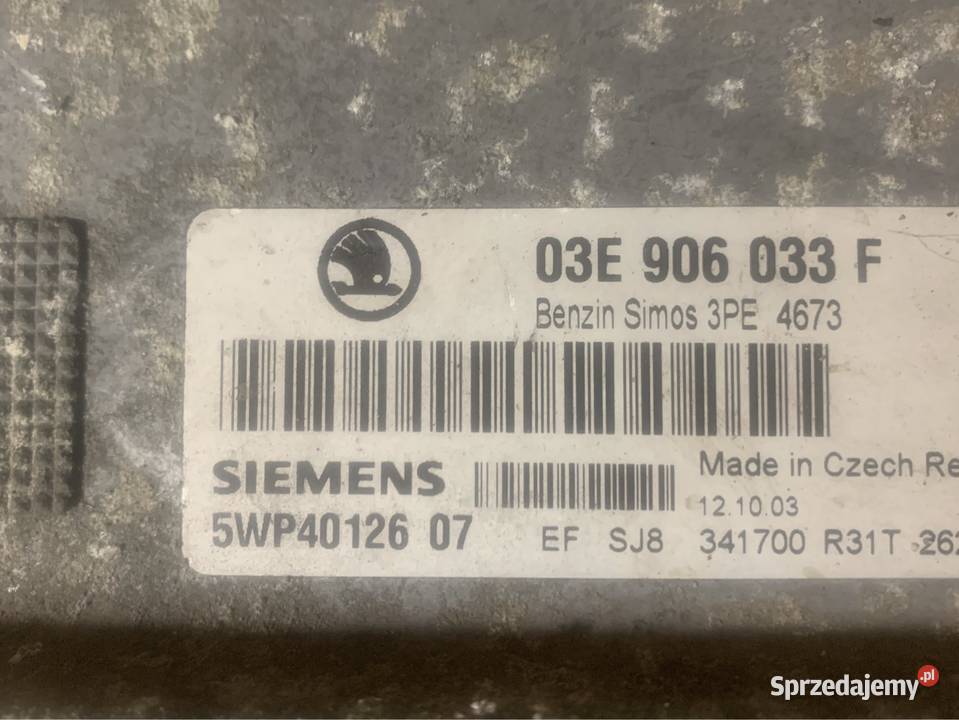 03E 906 033 F
Benzin Simos 3PE 4673
SIEMENS
Made in Czech
12.10.03
5WP40126 07
EF SJ8 341700 R31T
Sprzedajemy.pl